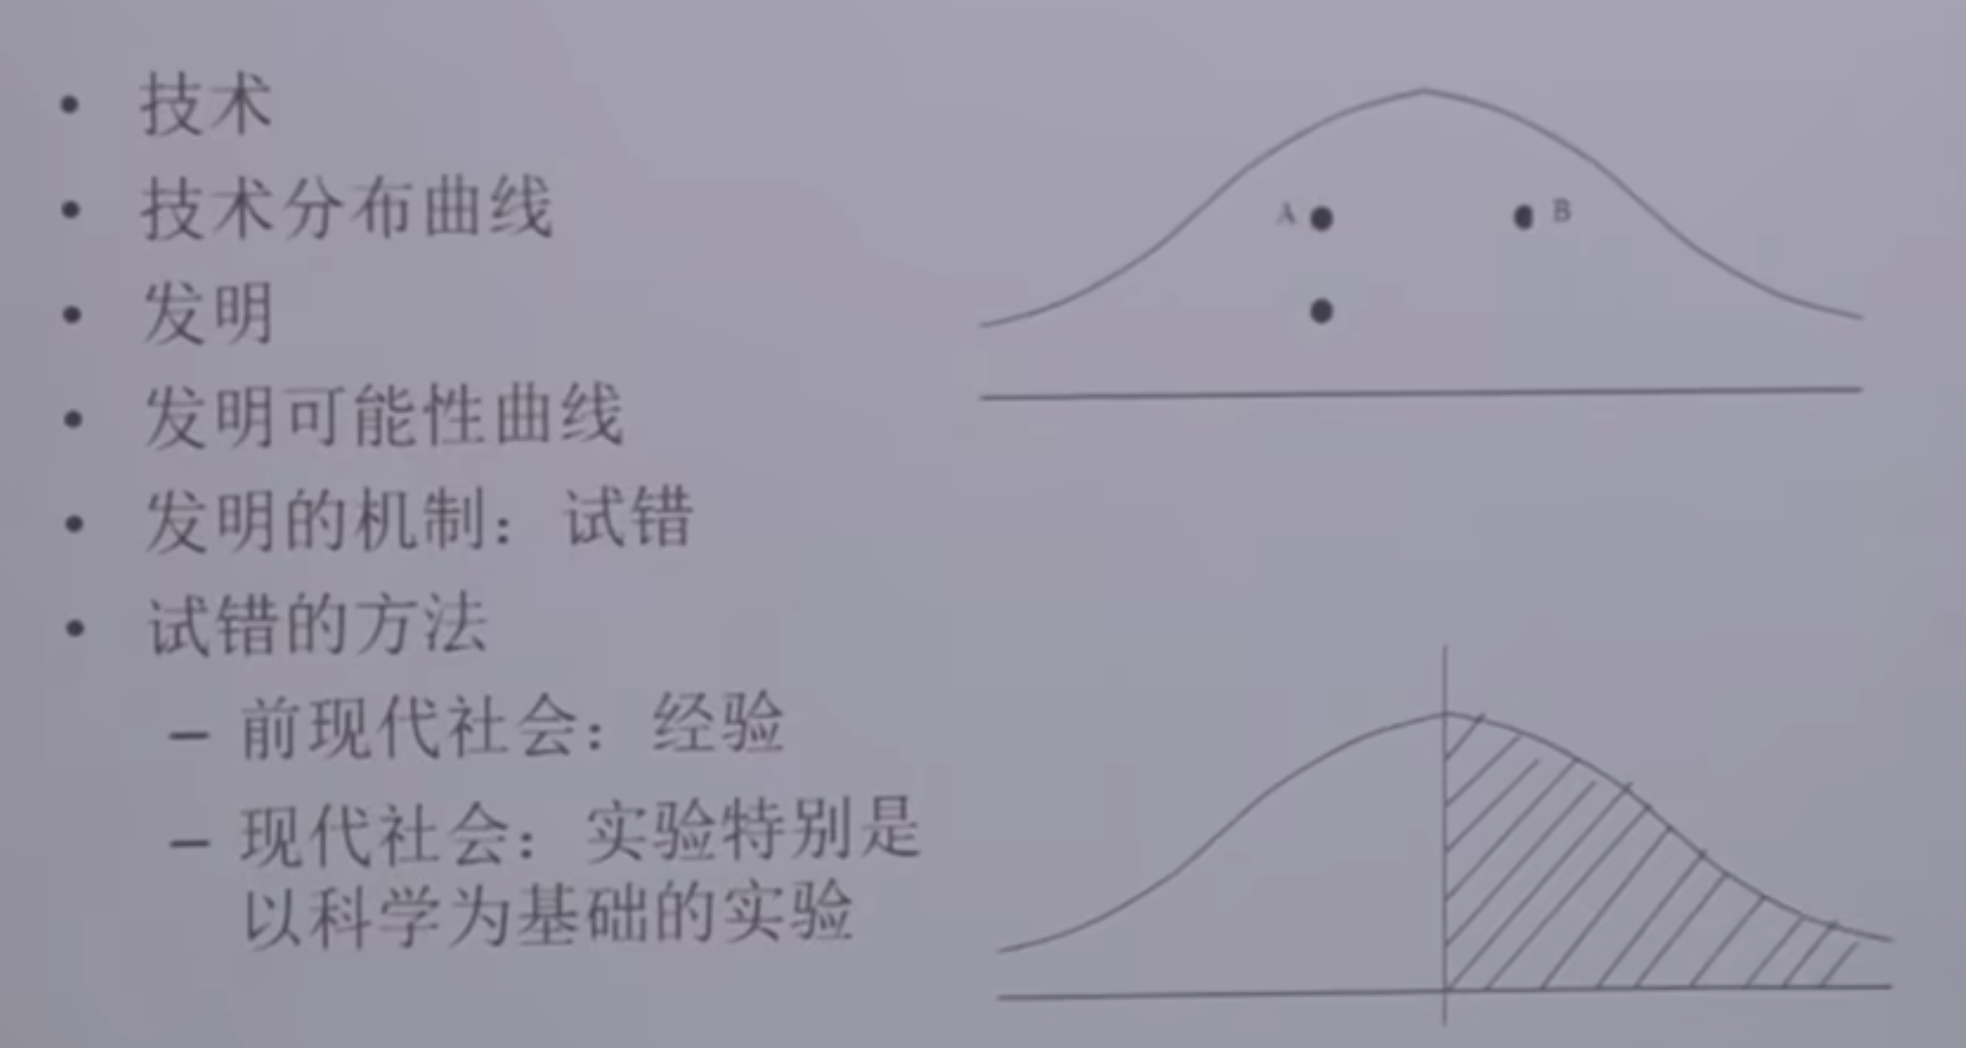 • 技术
• 技术分布曲线
• 发明
• 发明可能性曲线
• 发明的机制：试错
• 试错的方法
– 前现代社会：经验
– 现代社会：实验特别是
以科学为基础的实验
A
B